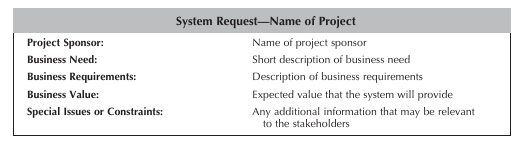 System Request—Name of Project
Project Sponsor: Name of project sponsor
Business Need: Short description of business need
Business Requirements: Description of business requirements
Business Value: Expected value that the system will provide
Special Issues or Constraints: Any additional information that may be relevant
to the stakeholders